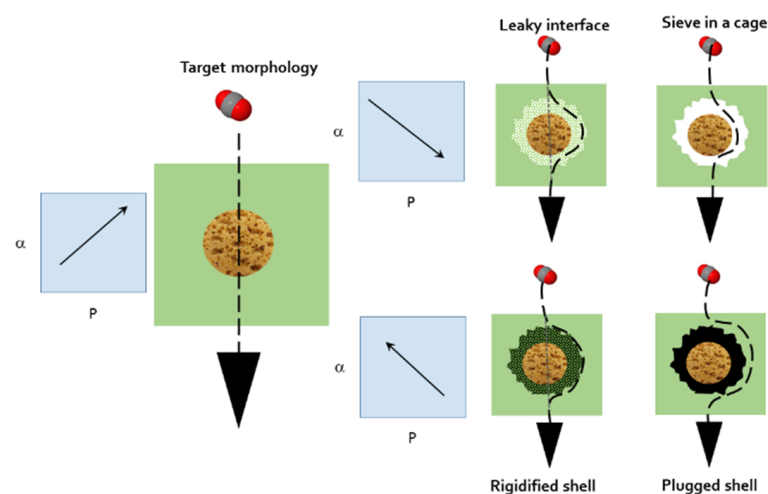 Leaky interface
Sieve in a cage
Target morphology
α
P
α
P
α
P
Rigidified shell
Plugged shell